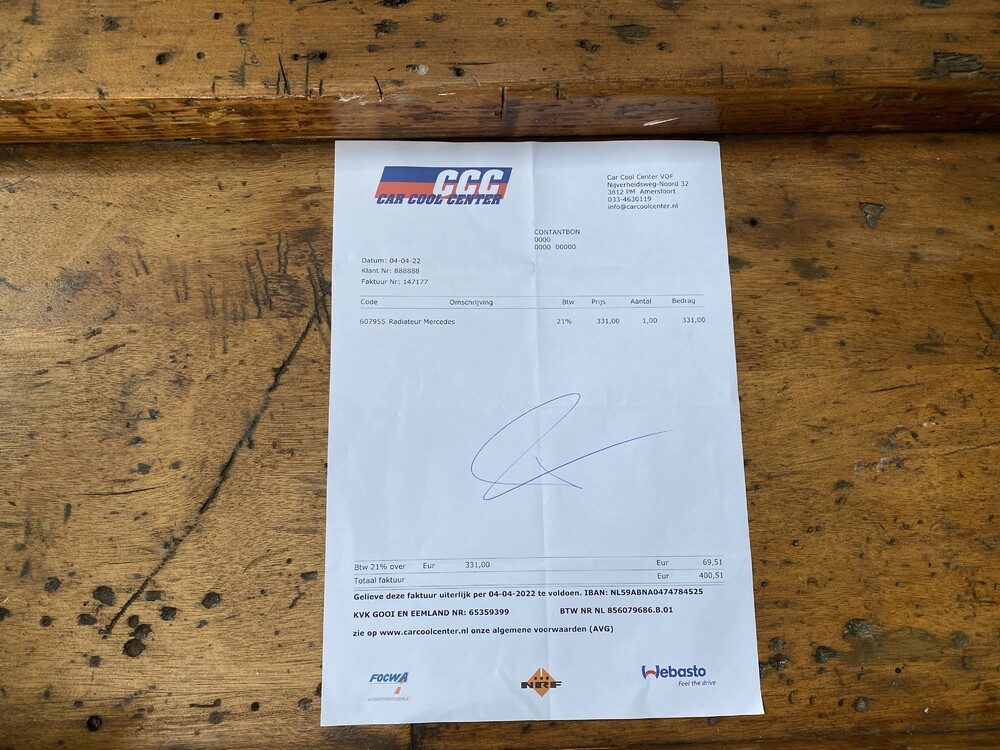 CCC
CAR COOL CENTER
Car Cool Center VOF
Nijverheidsweg-Noord 32
3812 PM Amersfoort
033-4630119
info@carcoolcenter.nl
CONTANTBON
0000
0000 00000
Datum: 04-04-22
Klant Nr: 888888
Faktuur Nr: 147177
Code Omschrijving Btw Prijs Aantal Bedrag
607955 Radiateur Mercedes 21% 331,00 1,00 331,00
Btw 21% over Eur 331,00 Eur 69,51
Totaal faktuur Eur 400,51
Gelieve deze faktuur uiterlijk per 04-04-2022 te voldoen. IBAN: NL59ABNA0474784525
KVK GOOI EN EEMLAND NR: 65359399 BTW NR NL 856079686.B.01
zie op www.carcoolcenter.nl onze algemene voorwaarden (AVG)
FOCWA
NRF
Webasto
Feel the drive